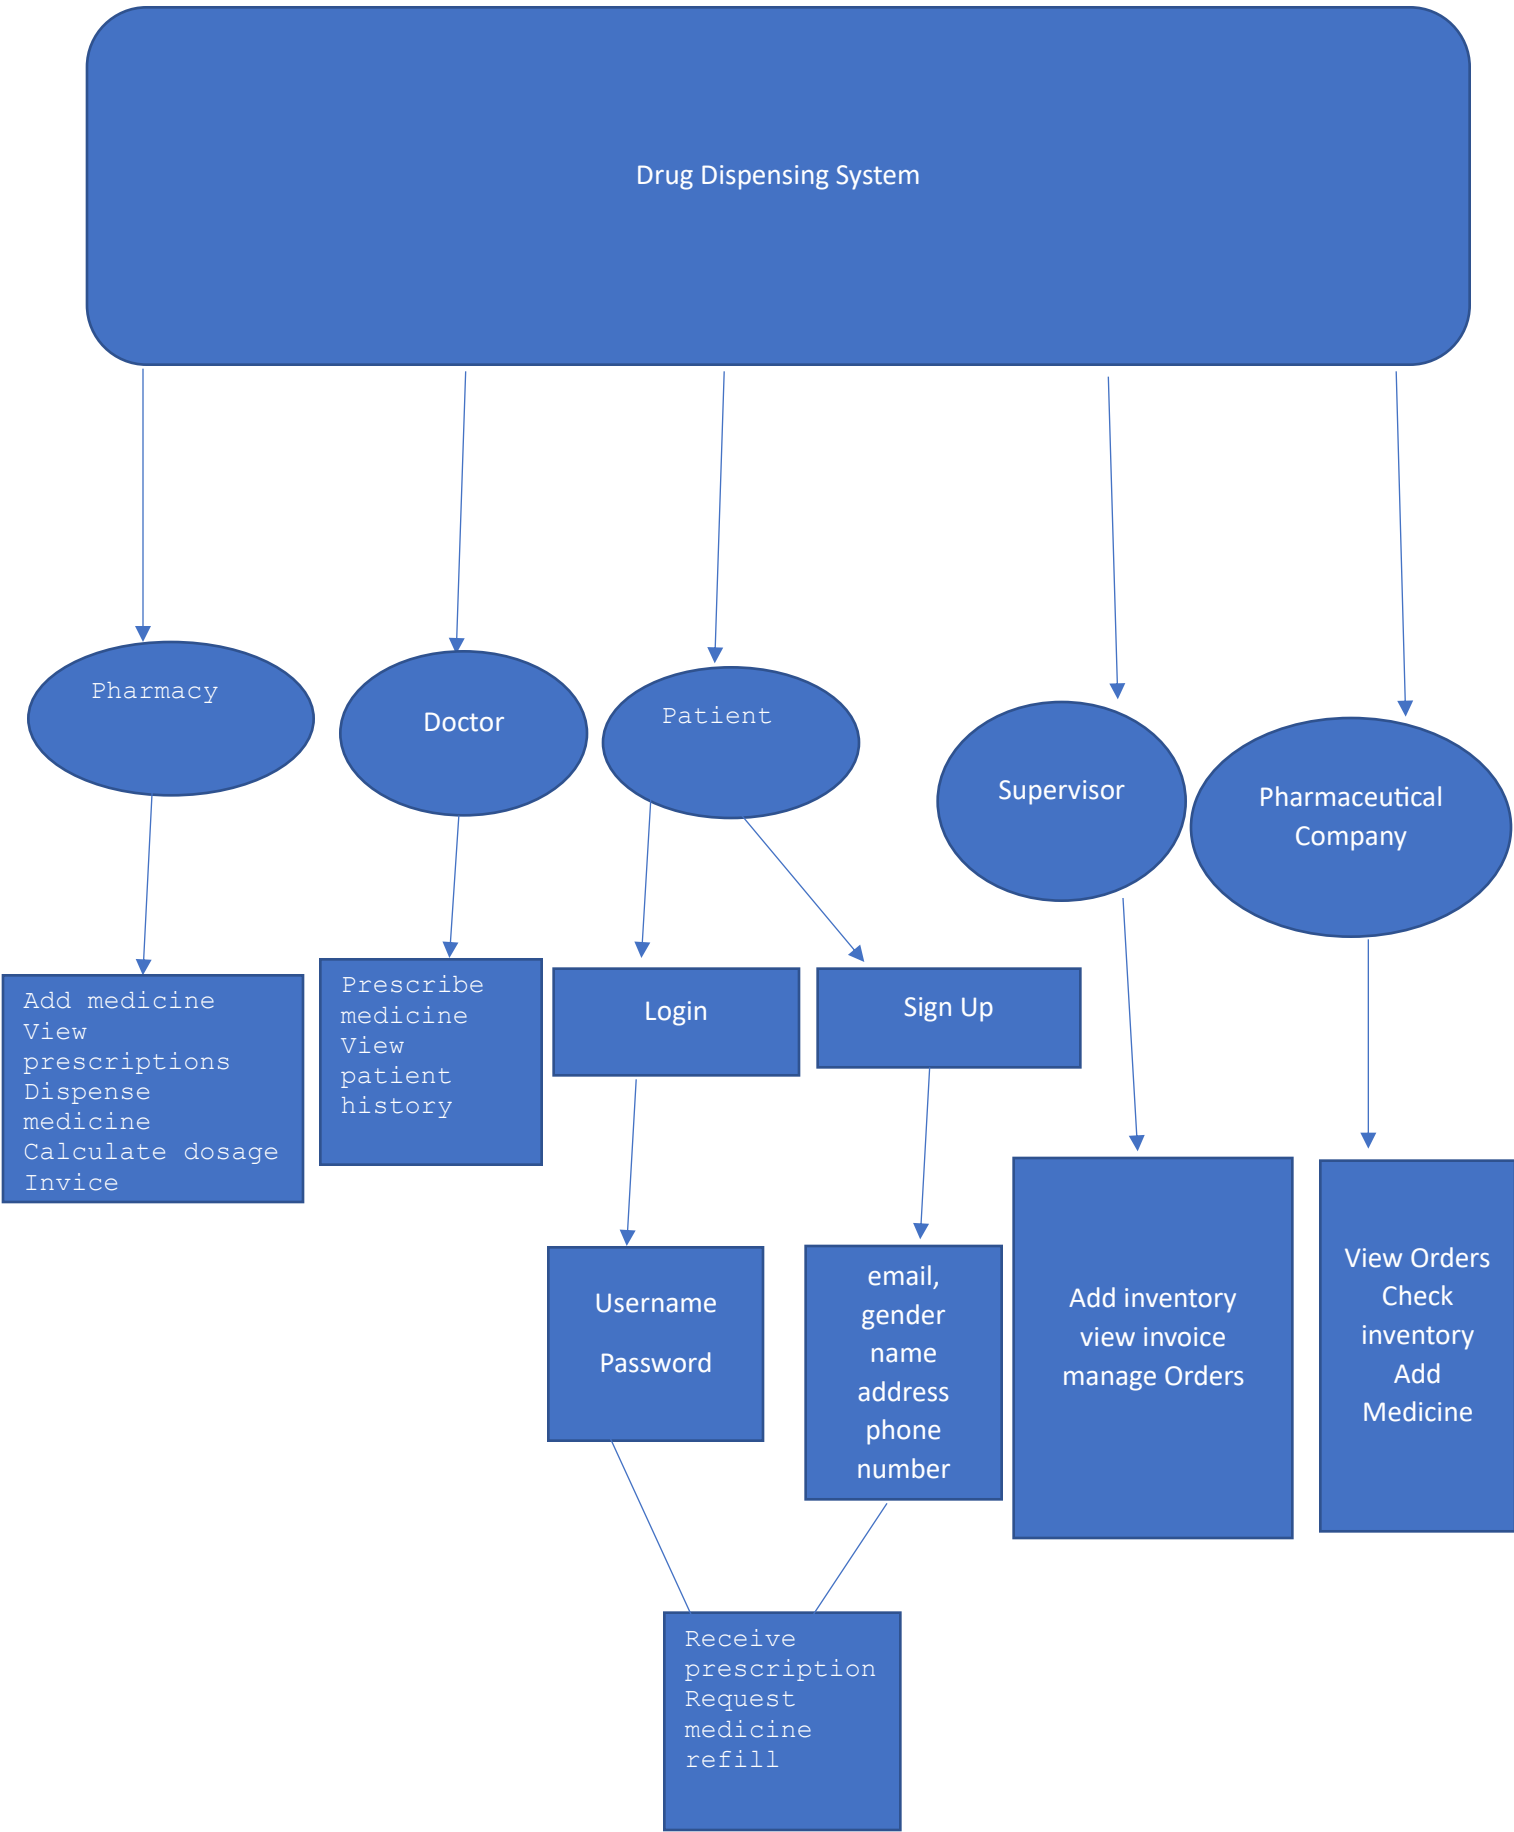 Drug Dispensing System
Pharmacy
Doctor
Patient
Supervisor
Pharmaceutical
Company
Add medicine
View
prescriptions
Dispense
medicine
Calculate dosage
Invice
Prescribe
medicine
View
patient
history
Login
Sign Up
Username
Password
email,
gender
name
address
phone
number
Add inventory
view invoice
manage Orders
View Orders
Check
inventory
Add
Medicine
Receive
prescription
Request
medicine
refill